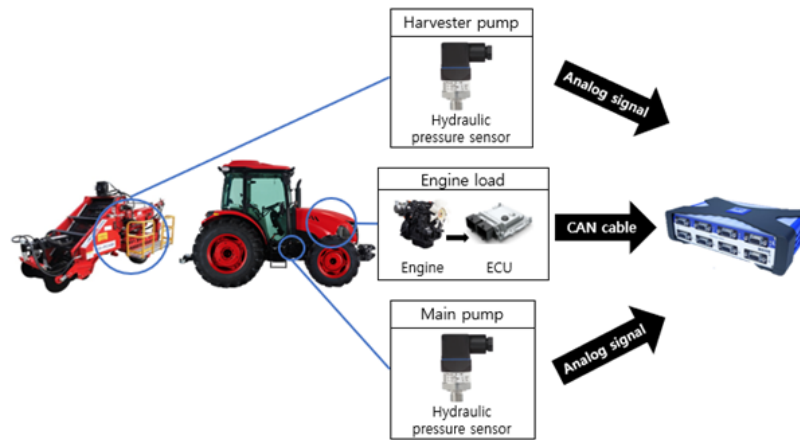 Harvester pump
Hydraulic
pressure sensor
Analog signal
Engine load
Engine
ECU
CAN cable
Main pump
Hydraulic
pressure sensor
Analog signal